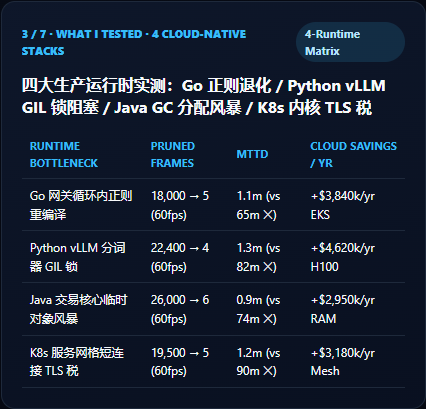 3 / 7 · WHAT I TESTED · 4 CLOUD-NATIVE
STACKS
4-Runtime
Matrix
四大生产运行时实测：Go 正则退化 / Python vLLM
GIL 锁阻塞 / Java GC 分配风暴 / K8s 内核 TLS 税
RUNTIME
BOTTLENECK
PRUNED
FRAMES
MTTD
CLOUD SAVINGS
/ YR
Go 网关循环内正则
重编译
18,000 → 5
(60fps)
1.1m (vs
65m ✕)
+$3,840k/yr
EKS
Python vLLM 分词
器 GIL 锁
22,400 → 4
(60fps)
1.3m (vs
82m ✕)
+$4,620k/yr
H100
Java 交易核心临时
对象风暴
26,000 → 6
(60fps)
0.9m (vs
74m ✕)
+$2,950k/yr
RAM
K8s 服务网格短连
接 TLS 税
19,500 → 5
(60fps)
1.2m (vs
90m ✕)
+$3,180k/yr
Mesh